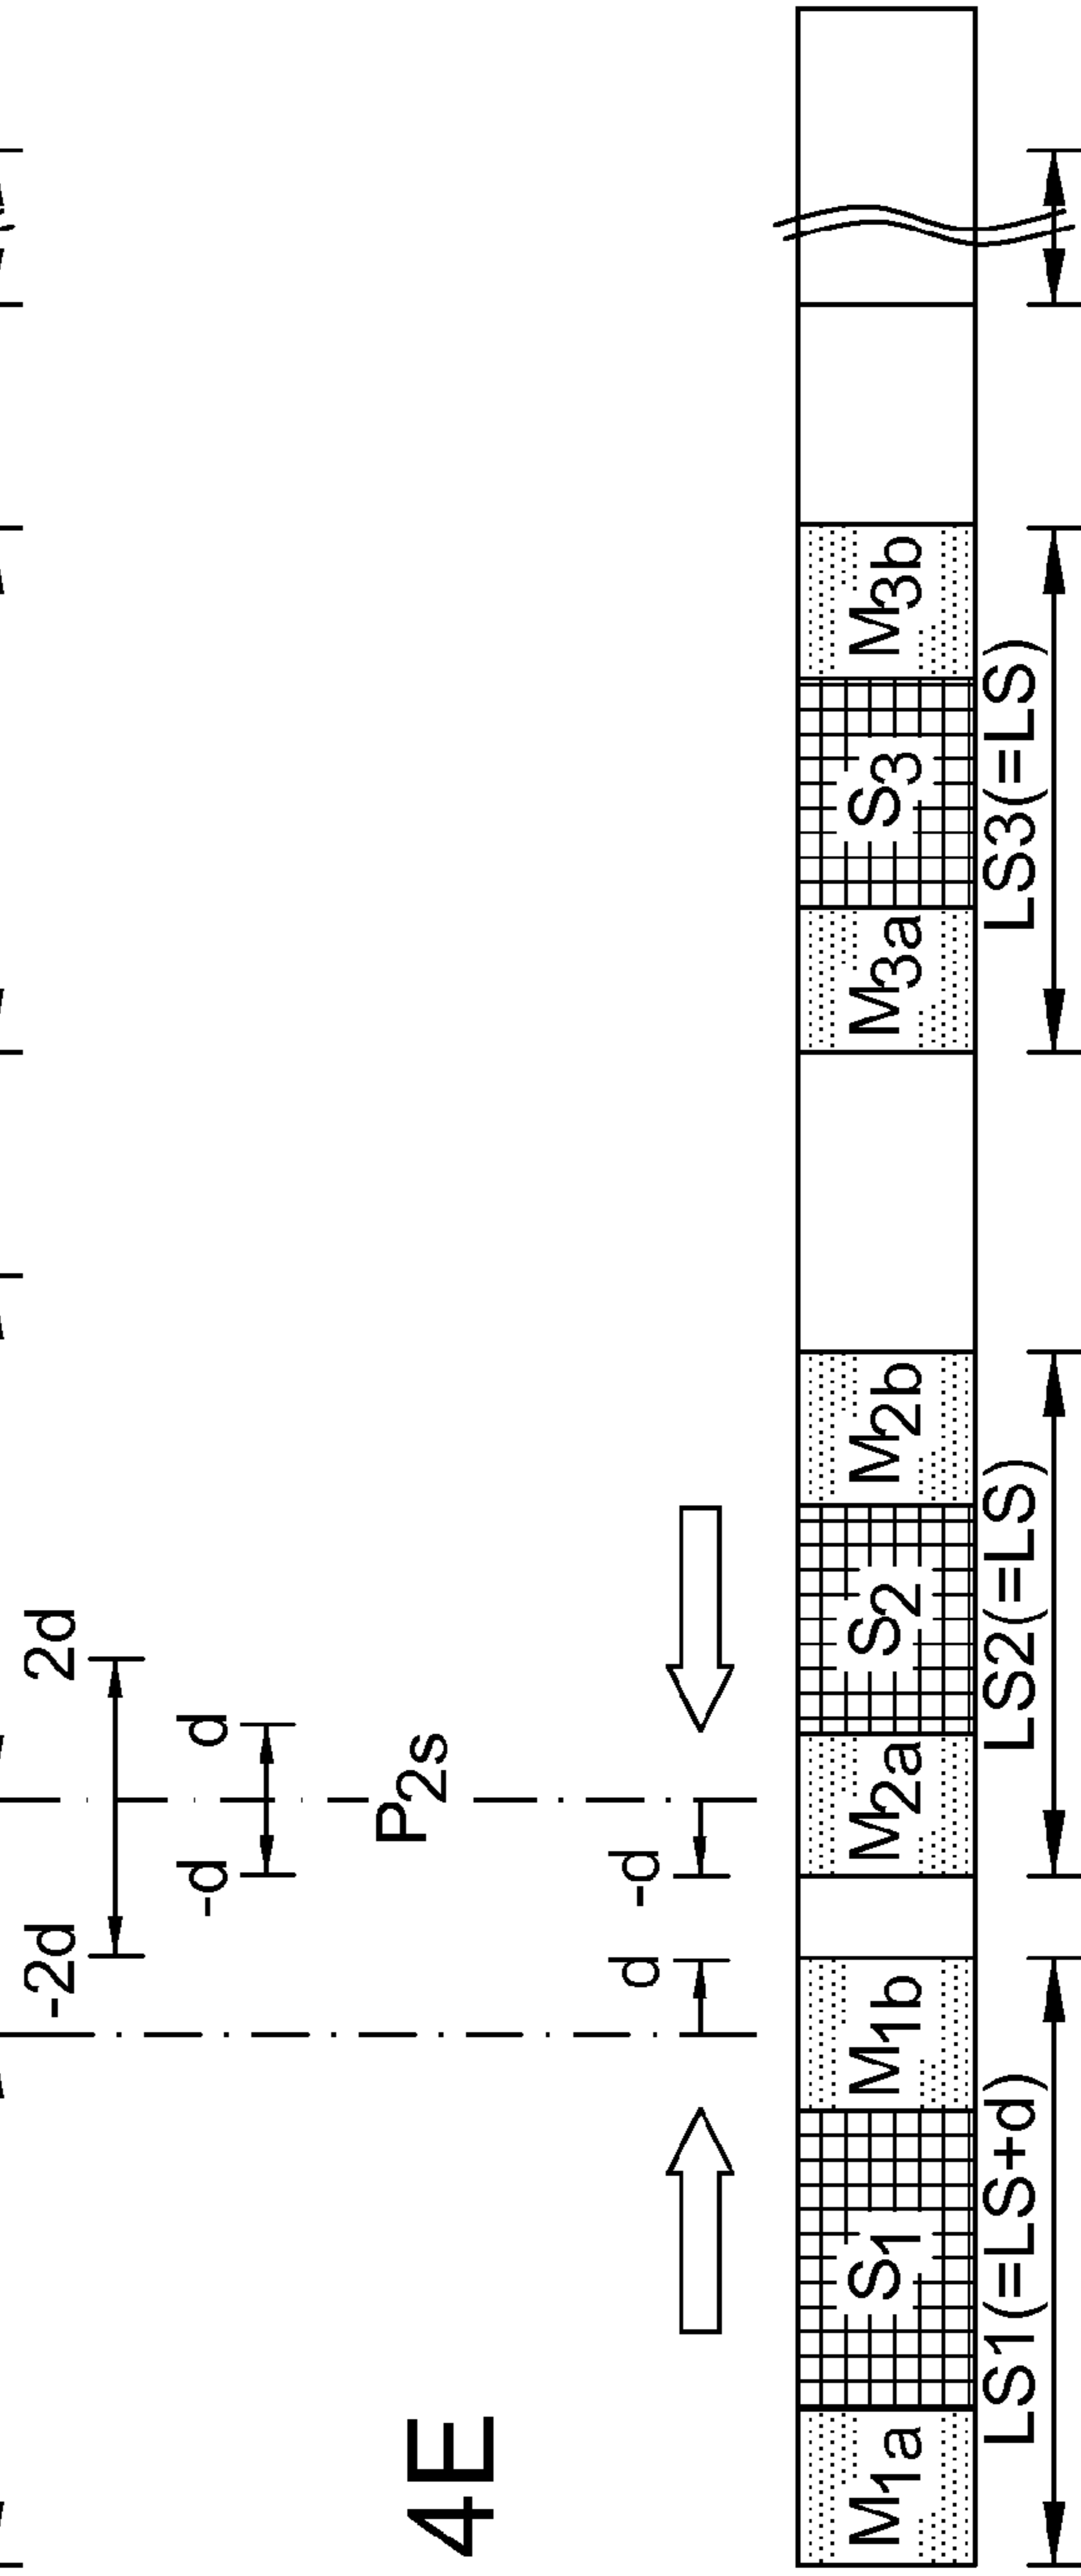 -2d 2d
-d d
P2s
4E
d -d
M1a S1 M1b M2a S2 M2b M3a S3 M3b
LS1(=LS+d) LS2(=LS) LS3(=LS)